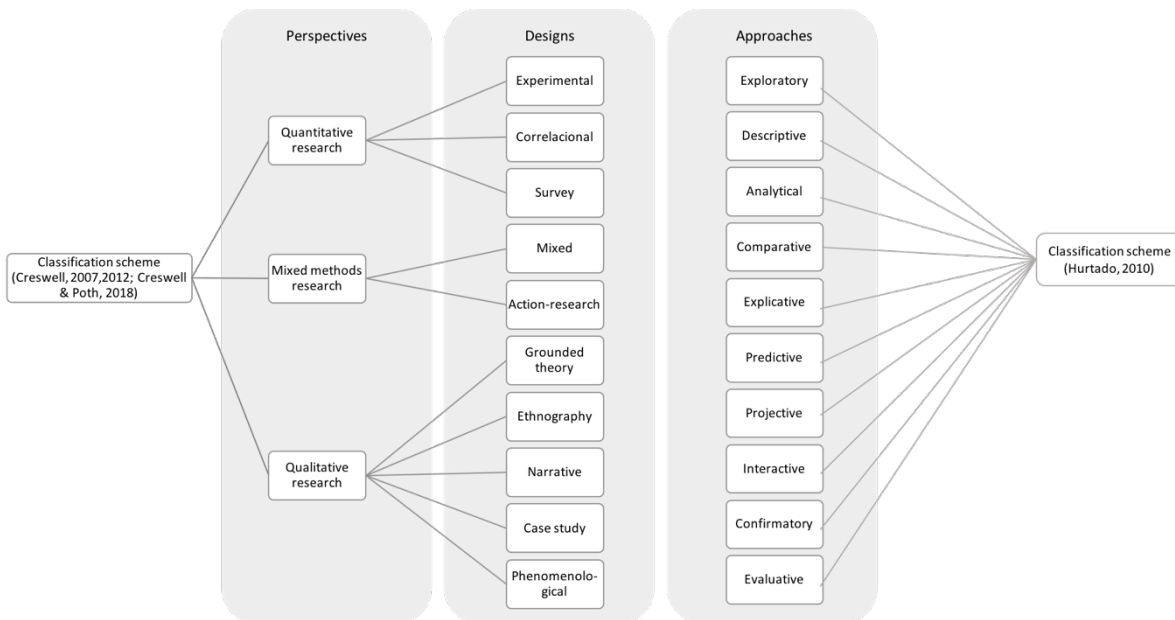 Perspectives
Designs
Approaches
Experimental
Exploratory
Quantitative
research
Correlacional
Descriptive
Survey
Analytical
Classification scheme
(Creswell, 2007,2012; Creswell
& Poth, 2018)
Mixed methods
research
Mixed
Comparative
Classification scheme
(Hurtado, 2010)
Action-research
Explicative
Grounded
theory
Predictive
Ethnography
Projective
Qualitative
research
Narrative
Interactive
Case study
Confirmatory
Phenomenolo-
gical
Evaluative